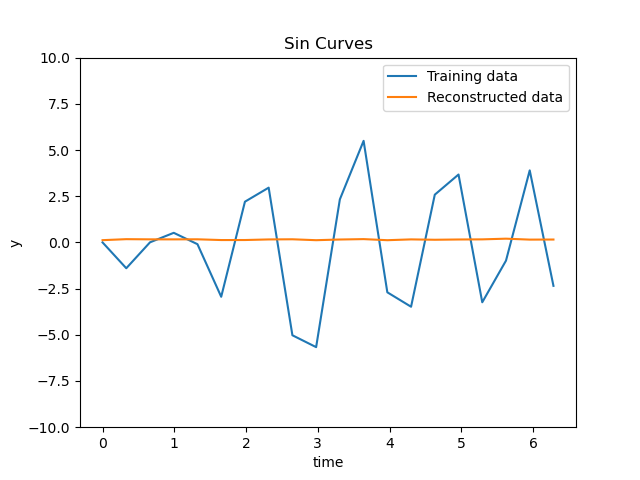 Sin Curves
Training data
Reconstructed data
10.0
7.5
5.0
2.5
0.0
−2.5
−5.0
−7.5
−10.0
y
0 1 2 3 4 5 6
time